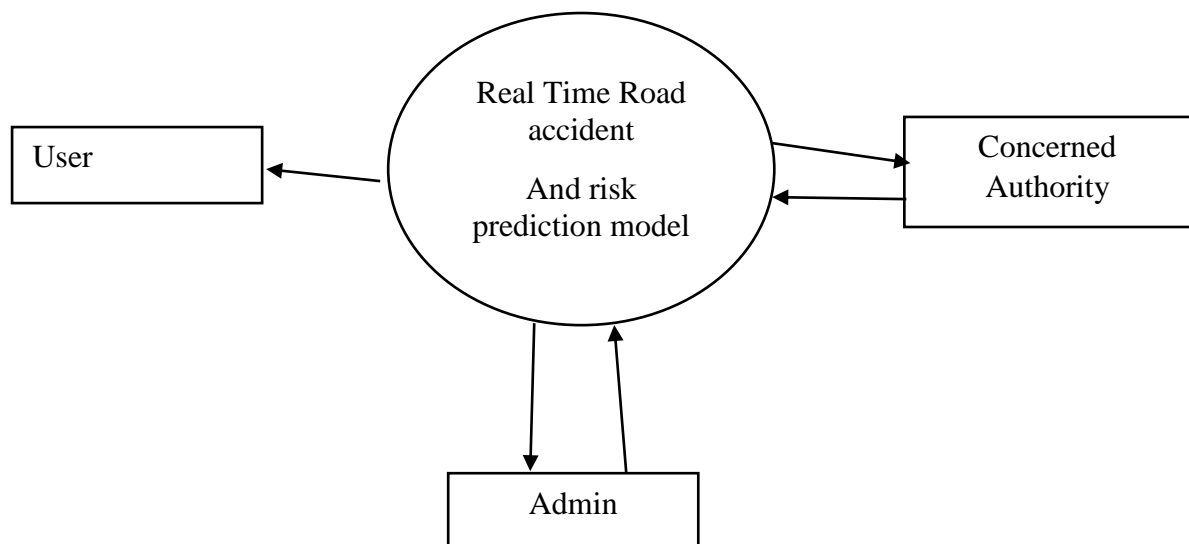 Real Time Road
accident
And risk
prediction model
User
Concerned
Authority
Admin